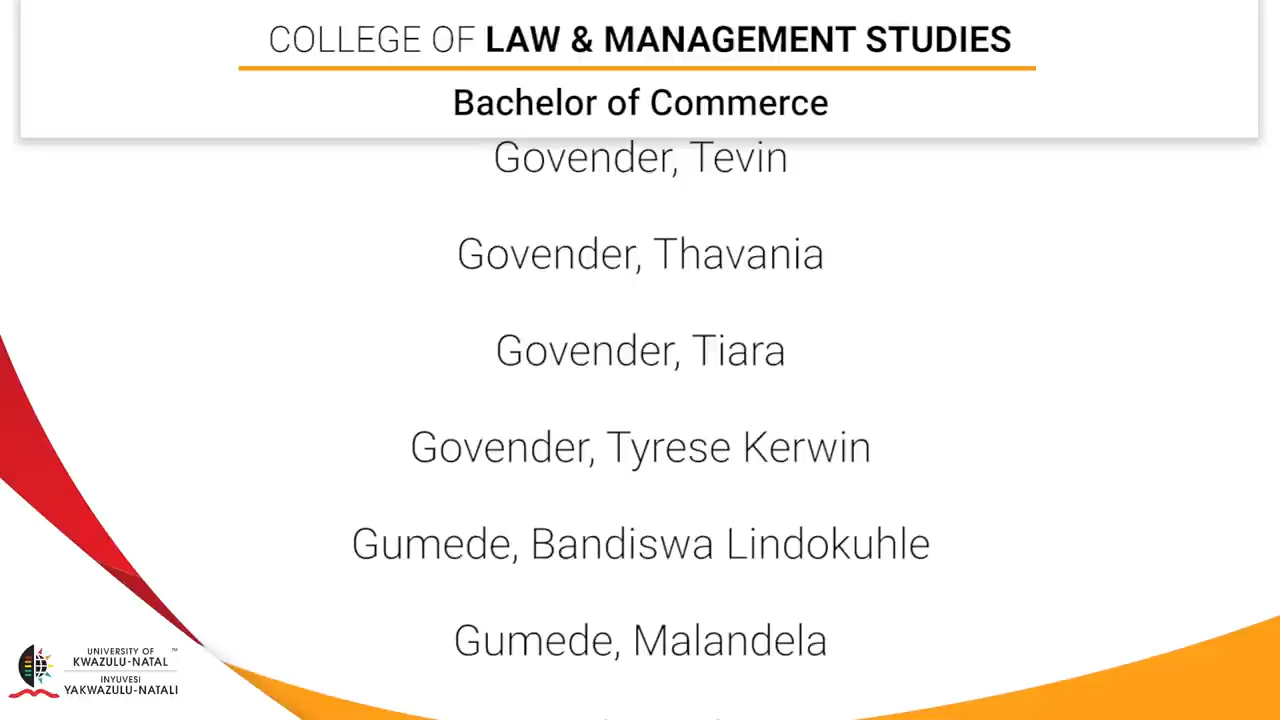 COLLEGE OF LAW & MANAGEMENT STUDIES
Bachelor of Commerce
Govender, Tevin
Govender, Thavania
Govender, Tiara
Govender, Tyrese Kerwin
Gumede, Bandiswa Lindokuhle
Gumede, Malandela
UNIVERSITY OF ™
KWAZULU-NATAL
INYUVESI
YAKWAZULU-NATALI